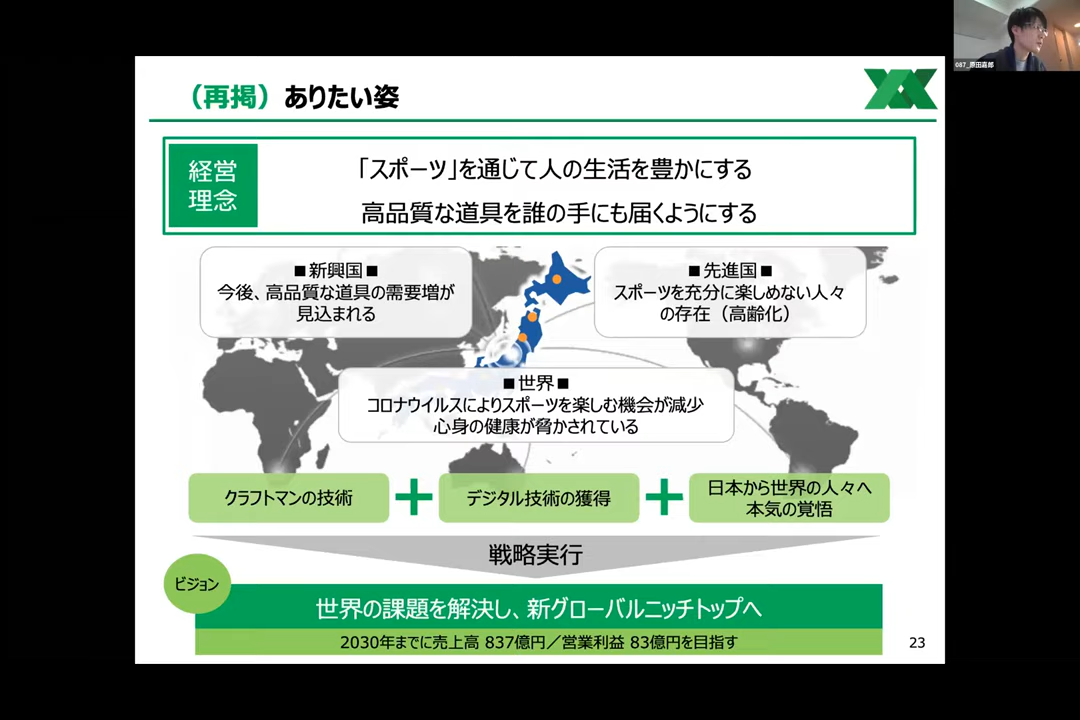 087_原田嘉郎
（再掲）ありたい姿
経営
理念
「スポーツ」を通じて人の生活を豊かにする
高品質な道具を誰の手にも届くようにする
■新興国■
今後、高品質な道具の需要増が
見込まれる
■先進国■
スポーツを充分に楽しめない人々
の存在（高齢化）
■世界■
コロナウイルスによりスポーツを楽しむ機会が減少
心身の健康が脅かされている
クラフトマンの技術
デジタル技術の獲得
日本から世界の人々へ
本気の覚悟
戦略実行
ビジョン
世界の課題を解決し、新グローバルニッチトップへ
2030年までに売上高 837億円／営業利益 83億円を目指す
23